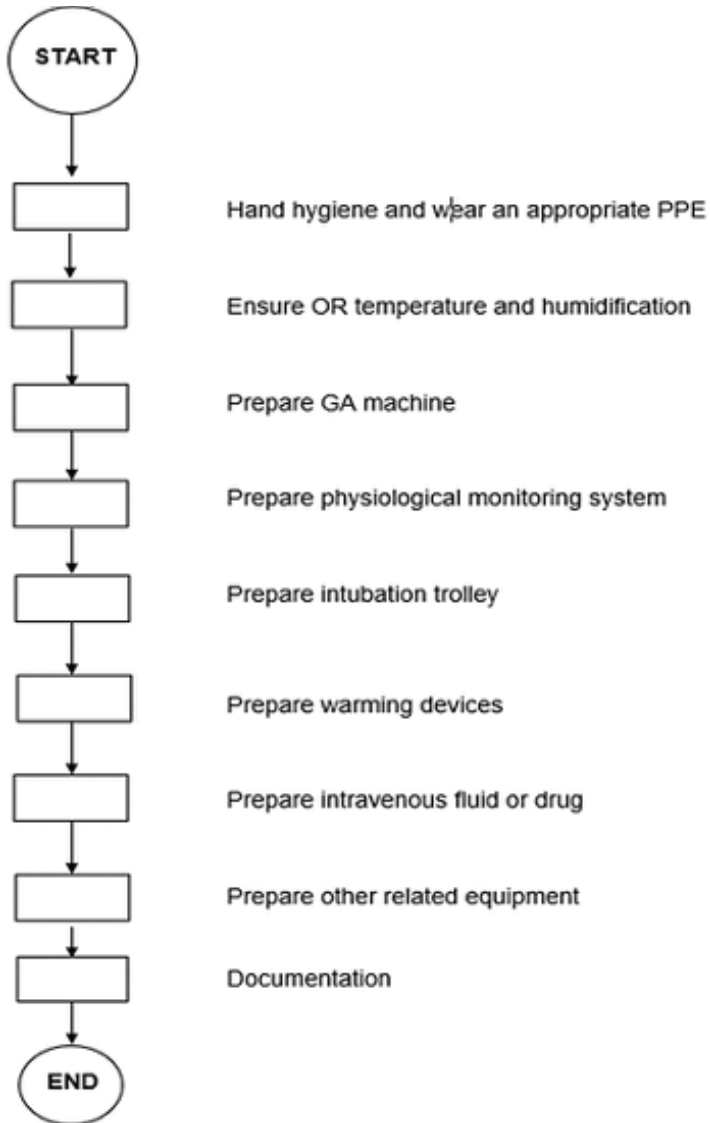 START
Hand hygiene and wear an appropriate PPE
Ensure OR temperature and humidification
Prepare GA machine
Prepare physiological monitoring system
Prepare intubation trolley
Prepare warming devices
Prepare intravenous fluid or drug
Prepare other related equipment
Documentation
END